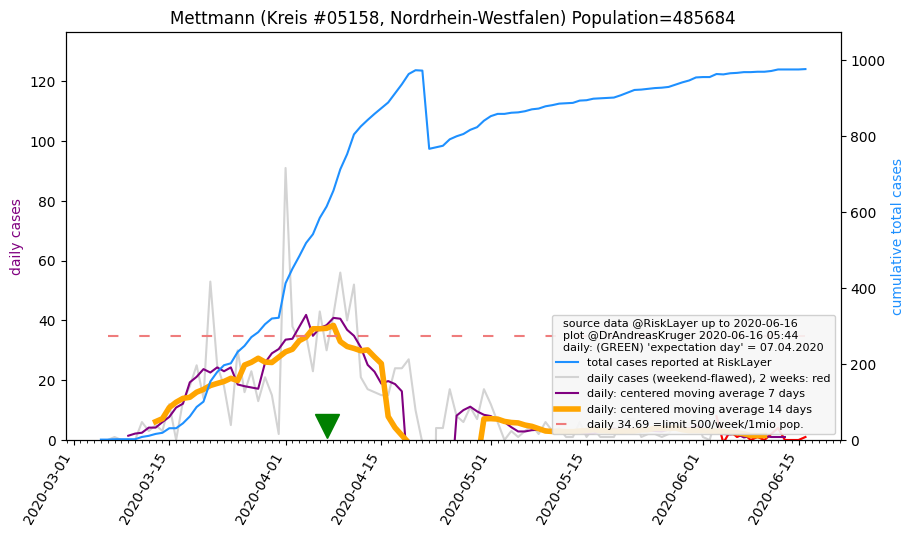 Mettmann (Kreis #05158, Nordrhein-Westfalen) Population=485684
daily cases
120
100
80
60
40
20
0
cumulative total cases
1000
800
600
400
200
0
source data @RiskLayer up to 2020-06-16
plot @DrAndreasKruger 2020-06-16 05:44
daily: (GREEN) 'expectation day' = 07.04.2020
total cases reported at RiskLayer
daily cases (weekend-flawed), 2 weeks: red
daily: centered moving average 7 days
daily: centered moving average 14 days
daily 34.69 =limit 500/week/1mio pop.
2020-03-01
2020-03-15
2020-04-01
2020-04-15
2020-05-01
2020-05-15
2020-06-01
2020-06-15